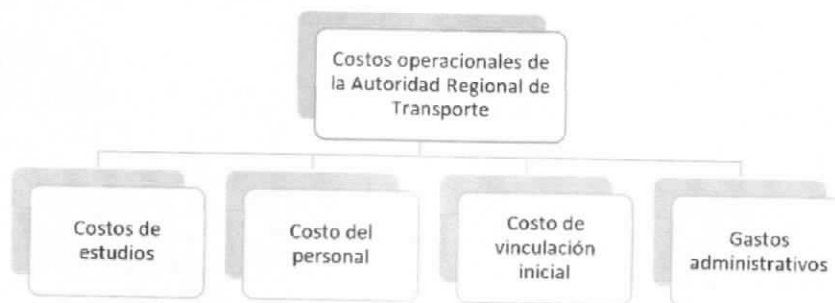 Costos operacionales de
la Autoridad Regional de
Transporte
Costos de
estudios
Costo del
personal
Costo de
vinculación
inicial
Gastos
administrativos